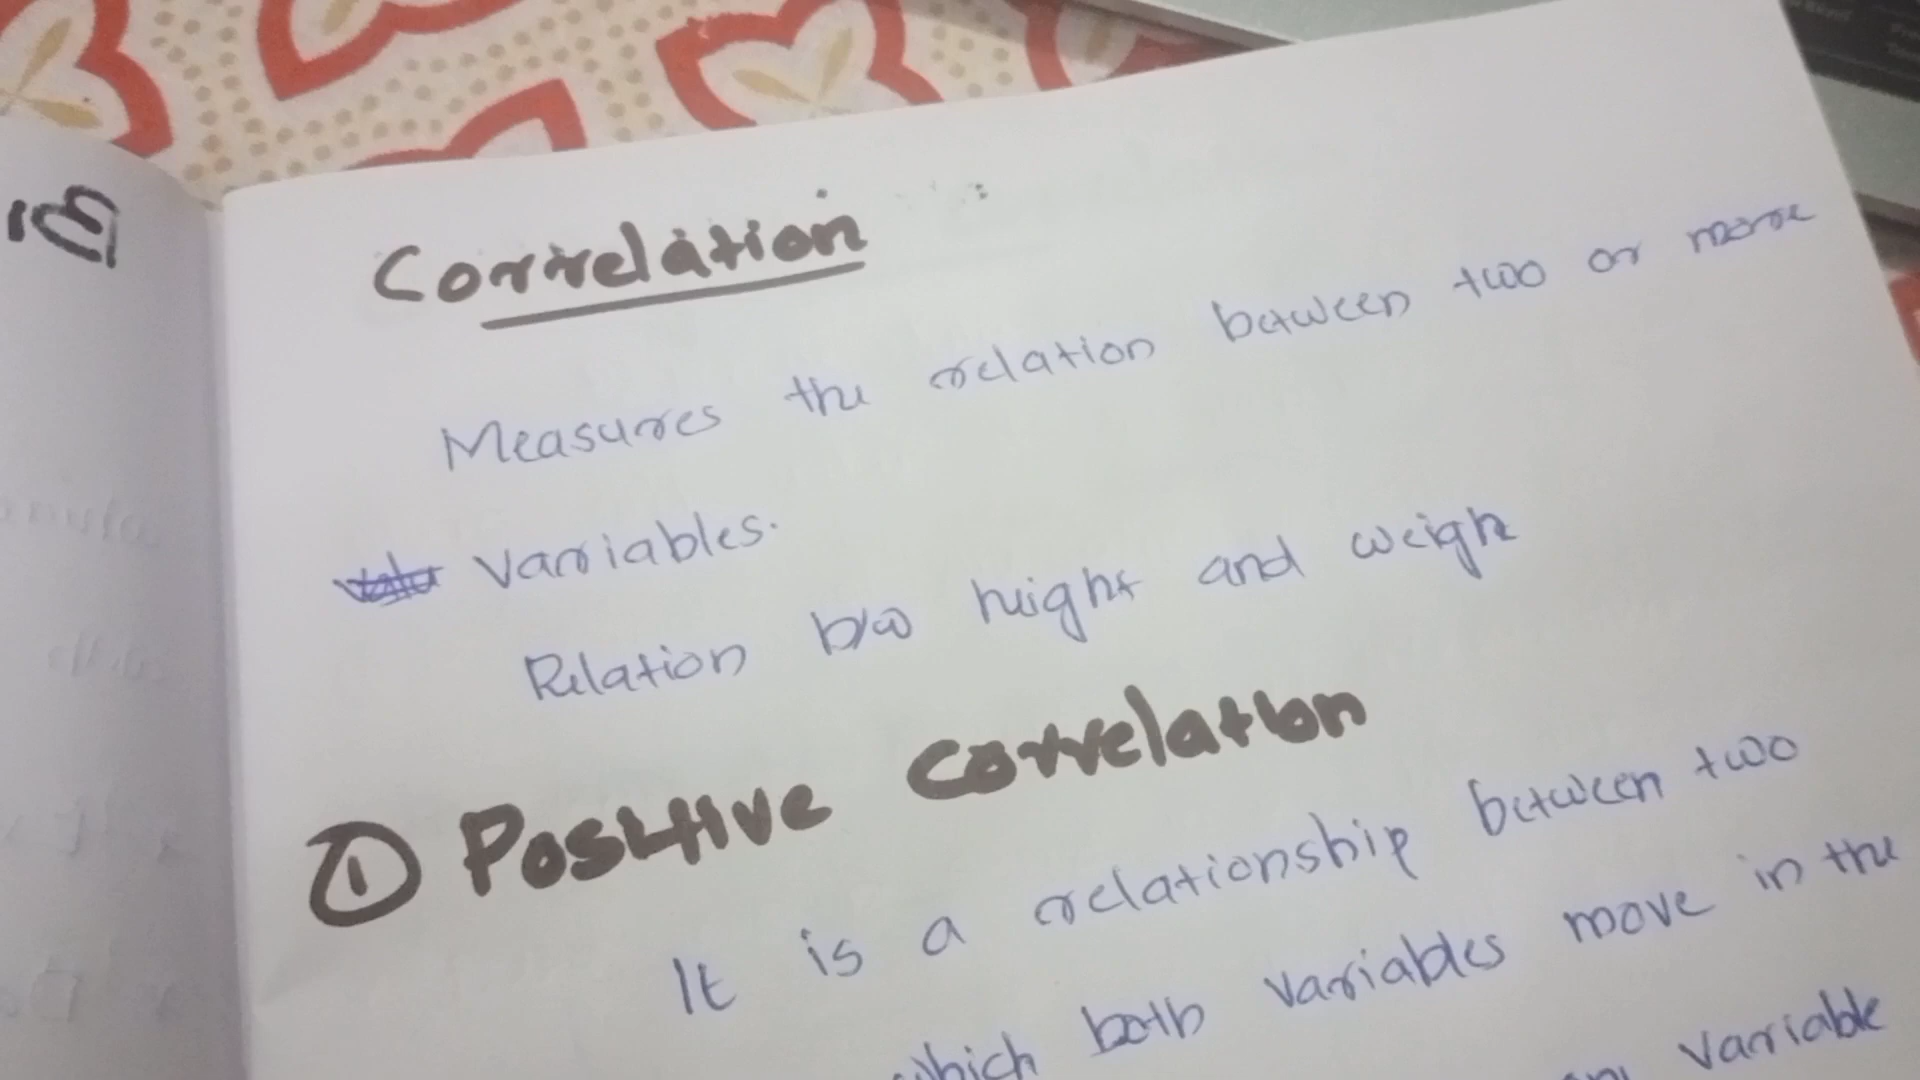 Correlation
Measures the relation between two or more
variables.
Relation b/w height and weigh
① Positive correlation
It is a relationship between two
which both variables move in the
variable